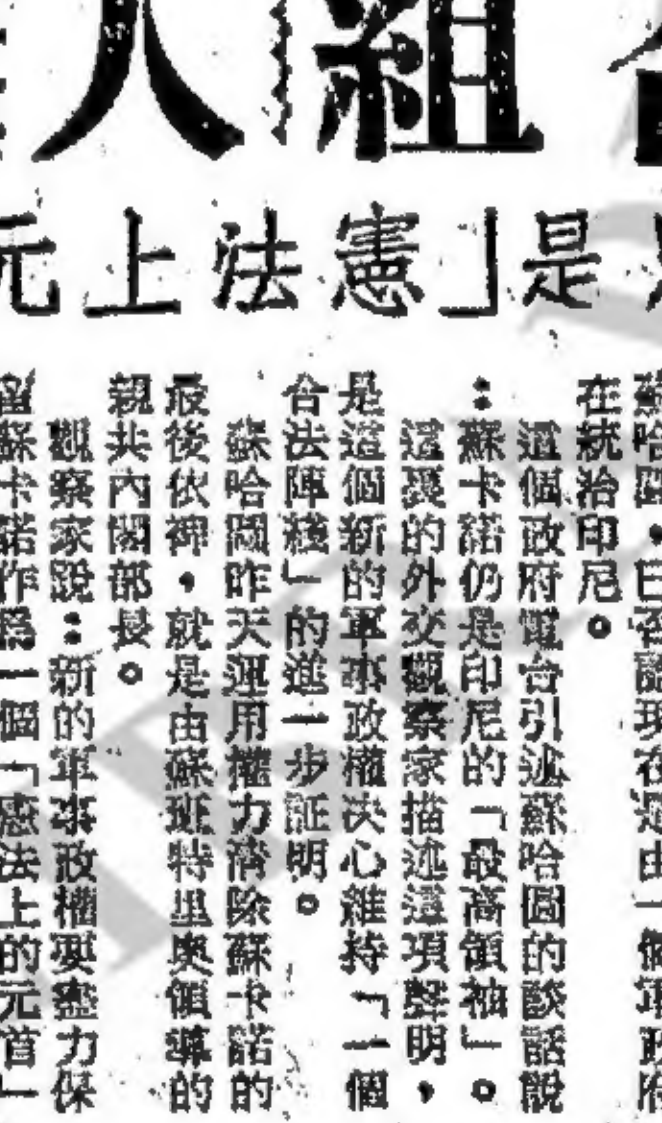 組人
是「憲法上元
蘇哈圖,已否認現在是由一個軍政府
在統治印尼。
這個政府電台引述蘇哈圖的談話說
:蘇卡諾仍是印尼的「最高領袖」。
這裏的外交觀察家描述這項聲明,
是這個新的軍事政權决心維持「一個
合法陣綫」的進一步証明。
蘇哈圖昨天運用權力清除蘇卡諾的
最後,就是由蘇班特里奧領導的
親共內閣部長。
觀察家說:新的軍事政權要盡力保
留蘇卡諾作爲一個「憲法上的元首」